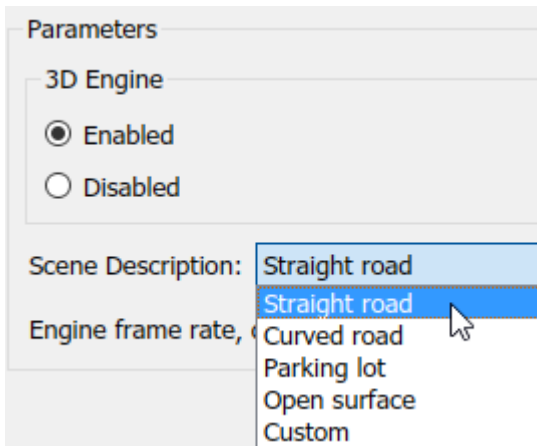 Parameters
3D Engine
Enabled
Disabled
Scene Description: Straight road
Straight road
Engine frame rate,
Curved road
Parking lot
Open surface
Custom